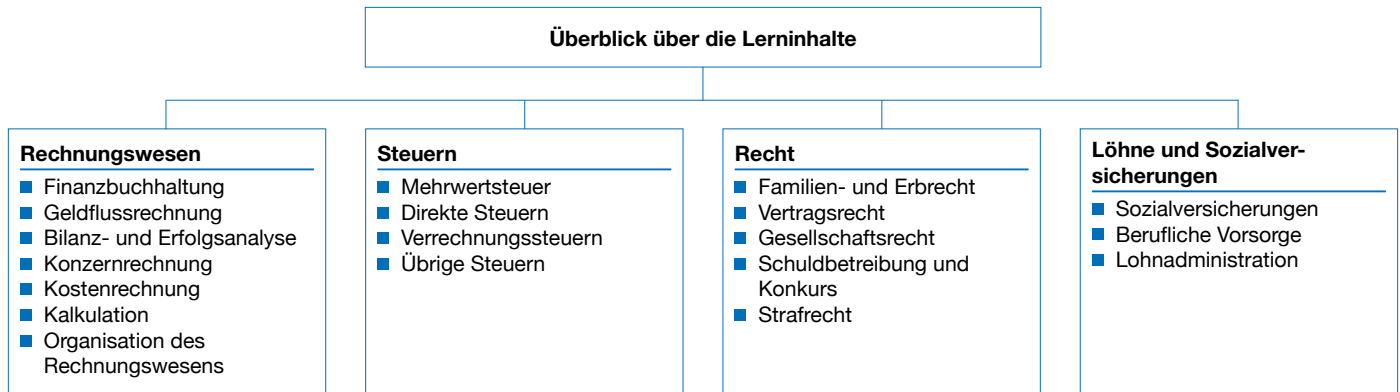 Überblick über die Lerninhalte
Rechnungswesen
Finanzbuchhaltung
Geldflussrechnung
Bilanz- und Erfolgsanalyse
Konzernrechnung
Kostenrechnung
Kalkulation
Organisation des
Rechnungswesens
Steuern
Mehrwertsteuer
Direkte Steuern
Verrechnungssteuern
Übrige Steuern
Recht
Familien- und Erbrecht
Vertragsrecht
Gesellschaftsrecht
Schuldbetreibung und
Konkurs
Strafrecht
Löhne und Sozialver-
sicherungen
Sozialversicherungen
Berufliche Vorsorge
Lohnadministration